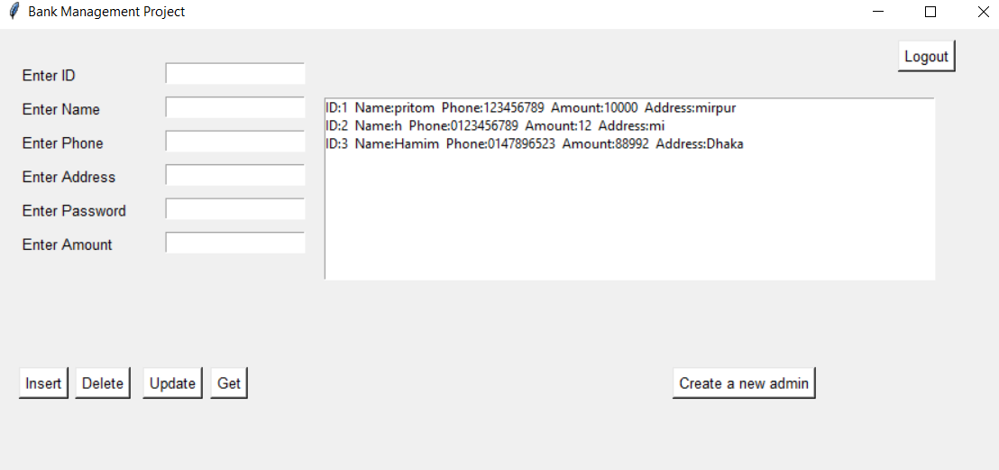 Bank Management Project
Logout
Enter ID
Enter Name
Enter Phone
Enter Address
Enter Password
Enter Amount
ID:1  Name:pritom  Phone:123456789  Amount:10000  Address:mirpur
ID:2  Name:h  Phone:0123456789  Amount:12  Address:mi
ID:3  Name:Hamim  Phone:0147896523  Amount:88992  Address:Dhaka
Insert Delete Update Get Create a new admin